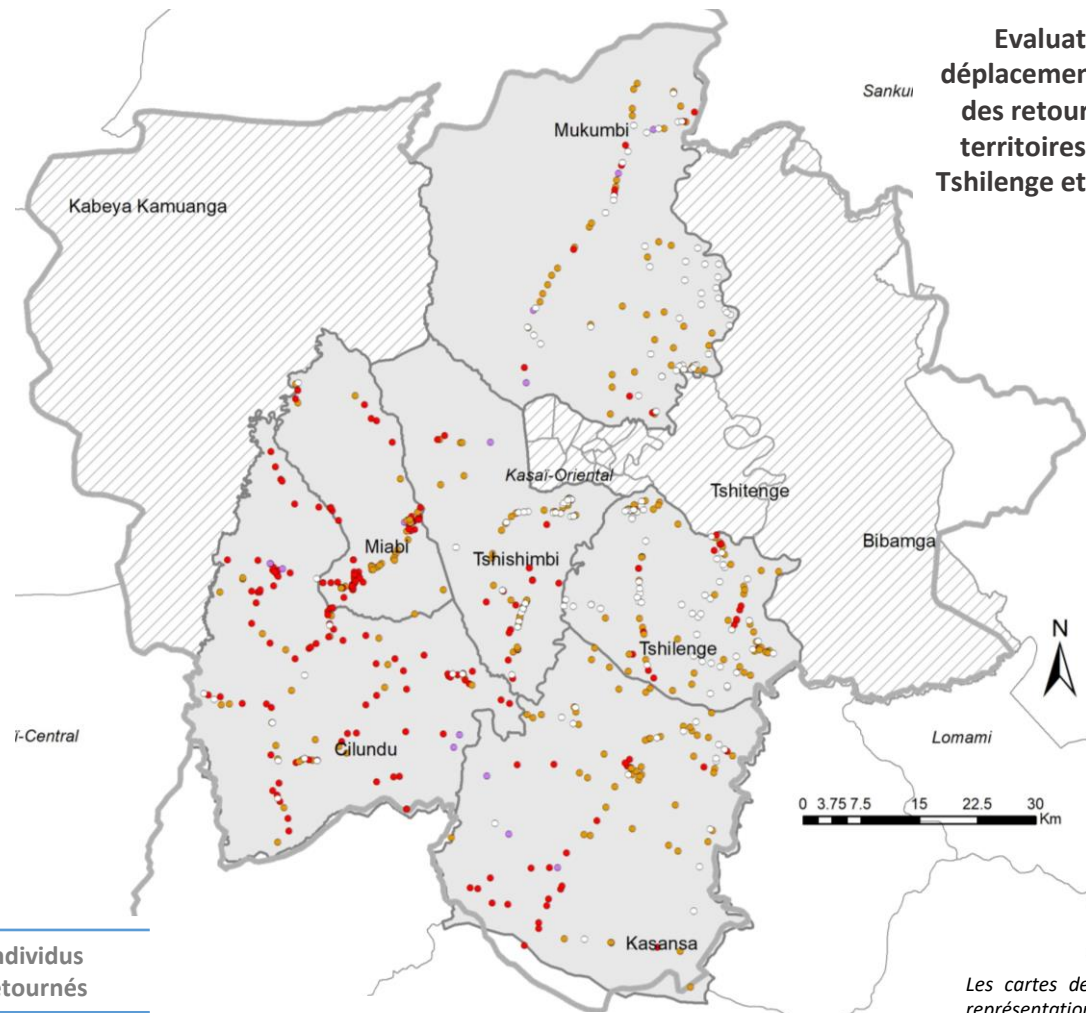 Evaluat
déplacemen
des retour
territoires
Tshilenge et
Sankur
Mukumbi
Kabeya Kamuanga
Kasaï-Oriental
Tshitenge
Bibamga
Miabi
Tshishimbi
Tshilenge
N
ï-Central
Cilundu
Lomami
0 3.75 7.5 15 22.5 30
Km
Kasansa
ndividus
etournés
Les cartes de
représentation